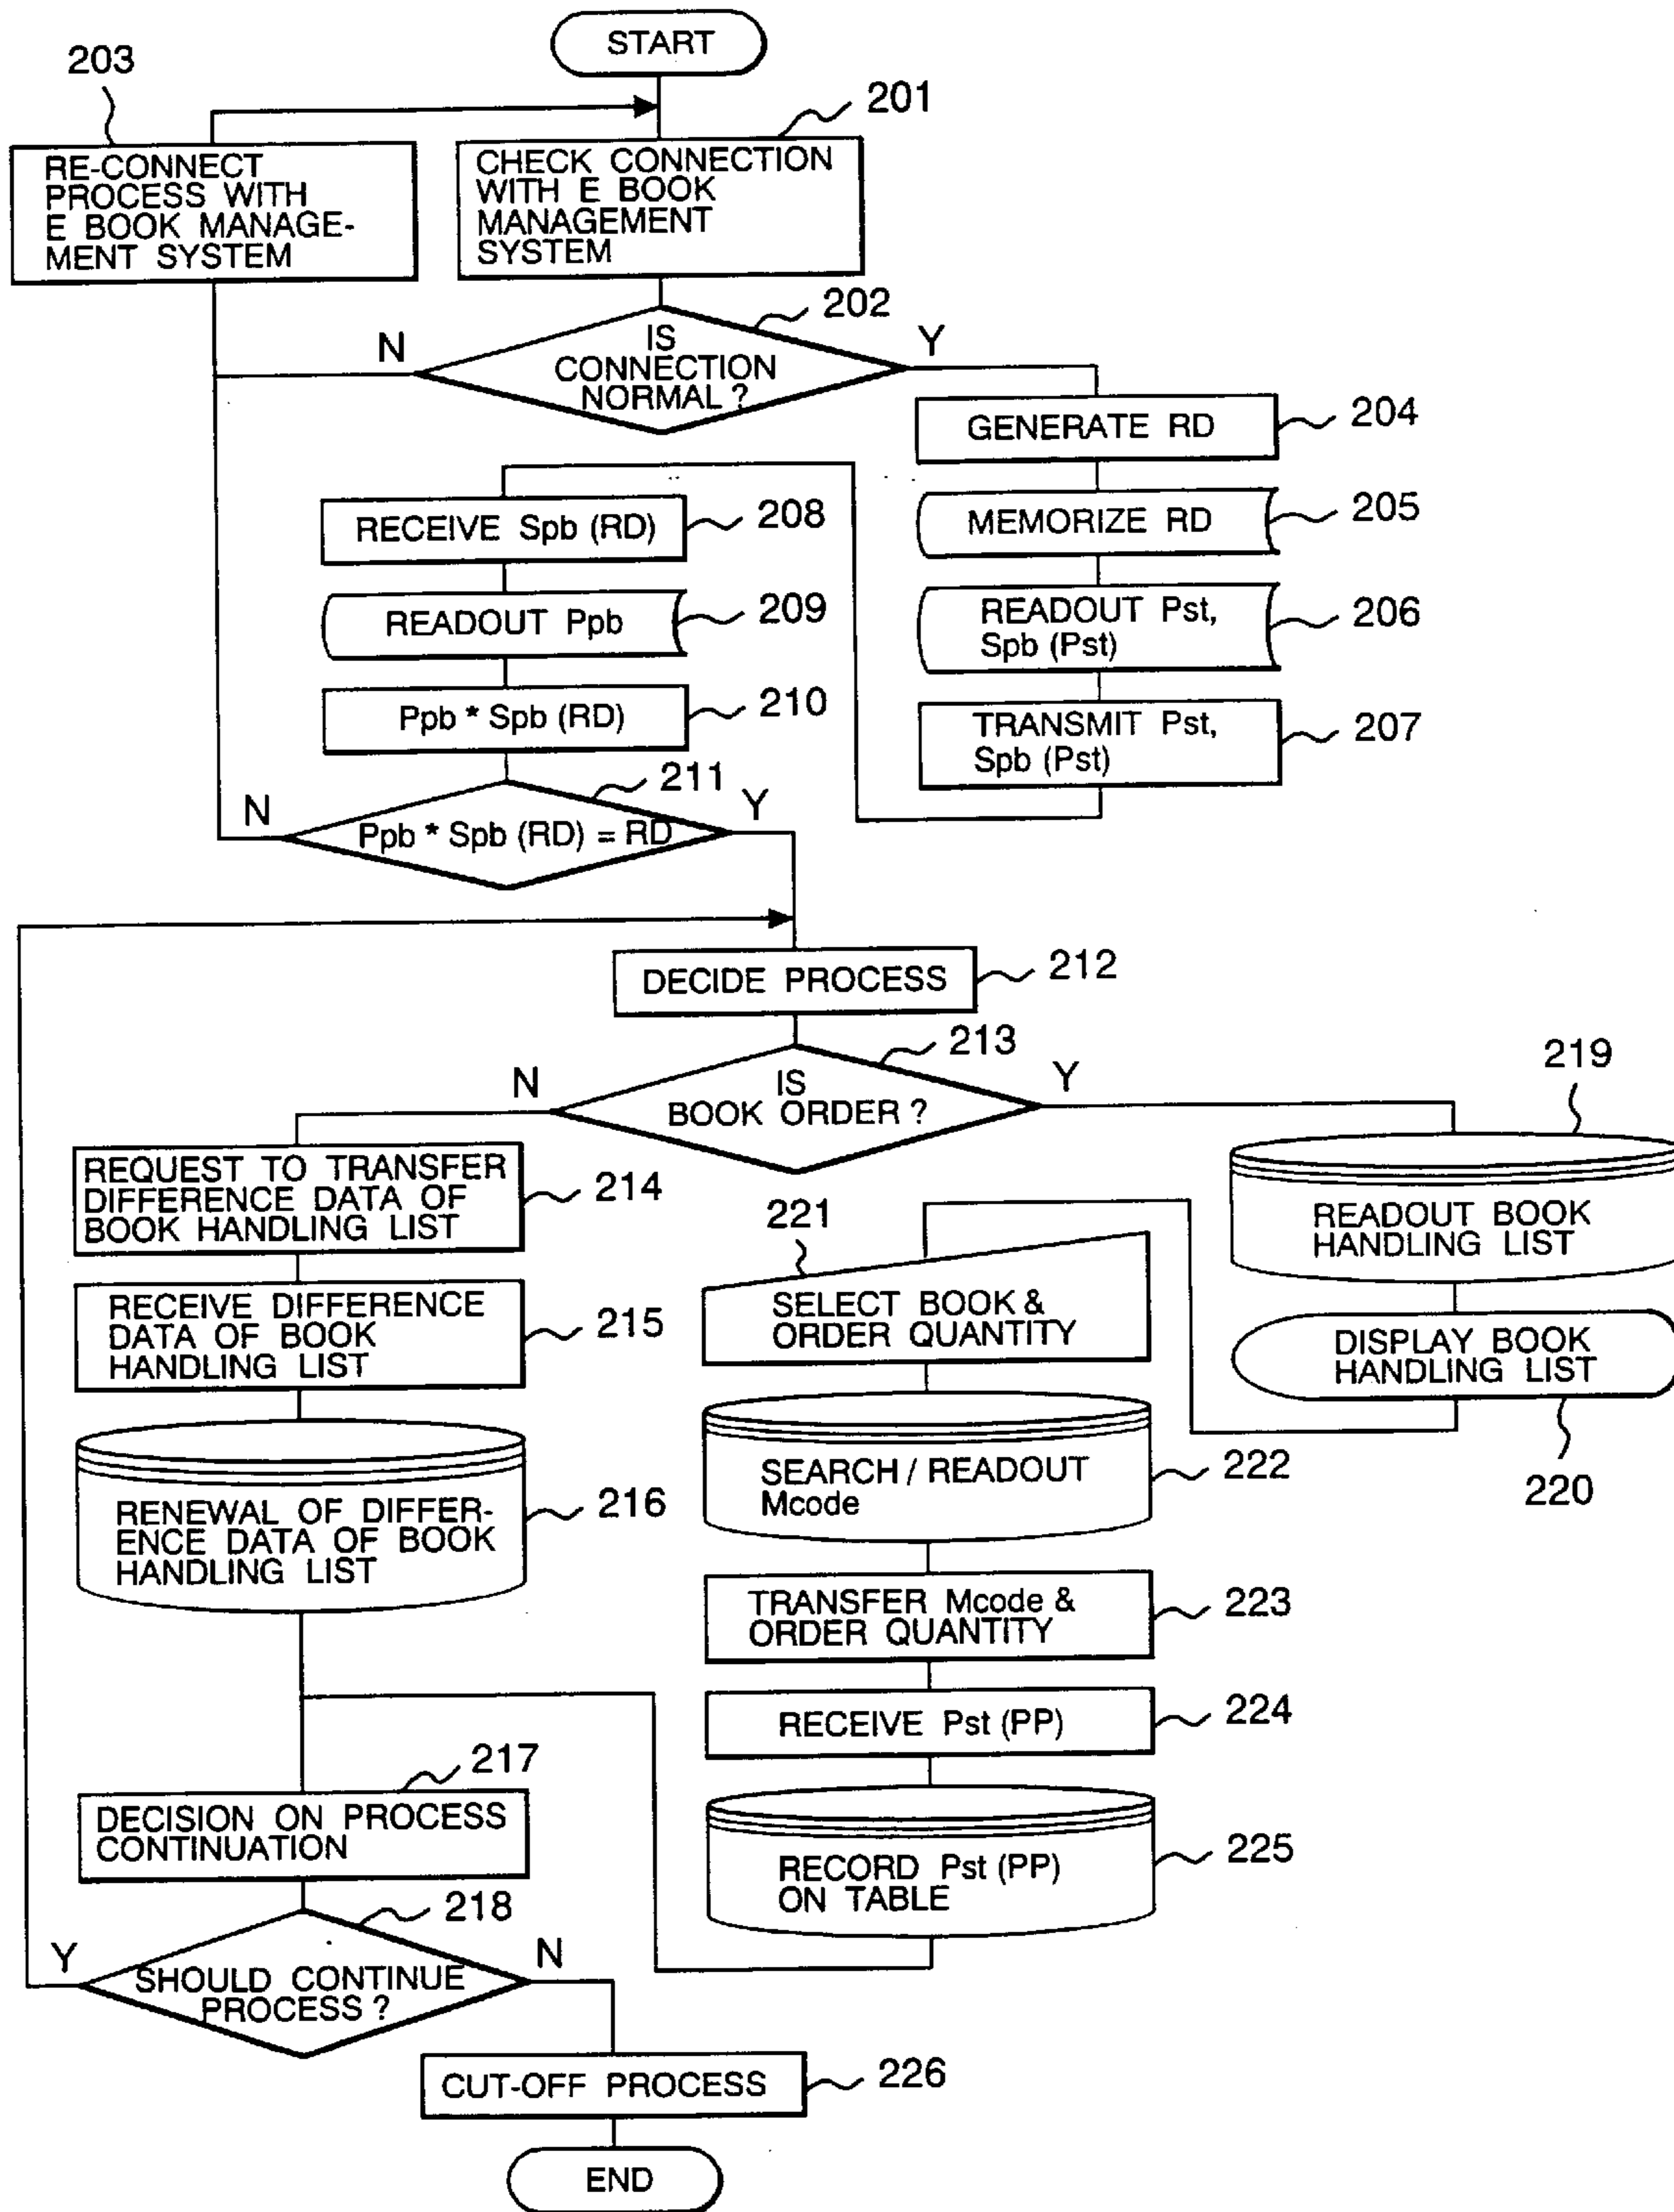 START
203
201
RE-CONNECT
PROCESS WITH
E BOOK MANAGE-
MENT SYSTEM
CHECK CONNECTION
WITH E BOOK
MANAGEMENT
SYSTEM
202
N
IS
CONNECTION
NORMAL ?
Y
GENERATE RD
204
MEMORIZE RD
205
READOUT Pst,
Spb (Pst)
206
TRANSMIT Pst,
Spb (Pst)
207
RECEIVE Spb (RD)
208
READOUT Ppb
209
Ppb * Spb (RD)
210
211
N
Ppb * Spb (RD) = RD
Y
DECIDE PROCESS
212
213
N
IS
BOOK ORDER ?
Y
REQUEST TO TRANSFER
DIFFERENCE DATA OF
BOOK HANDLING LIST
214
RECEIVE DIFFERENCE
DATA OF BOOK
HANDLING LIST
215
RENEWAL OF DIFFER-
ENCE DATA OF BOOK
HANDLING LIST
216
217
DECISION ON PROCESS
CONTINUATION
218
Y
SHOULD CONTINUE
PROCESS ?
N
219
READOUT BOOK
HANDLING LIST
DISPLAY BOOK
HANDLING LIST
220
221
SELECT BOOK &
ORDER QUANTITY
SEARCH / READOUT
Mcode
222
TRANSFER Mcode &
ORDER QUANTITY
223
RECEIVE Pst (PP)
224
RECORD Pst (PP)
ON TABLE
225
CUT-OFF PROCESS
226
END